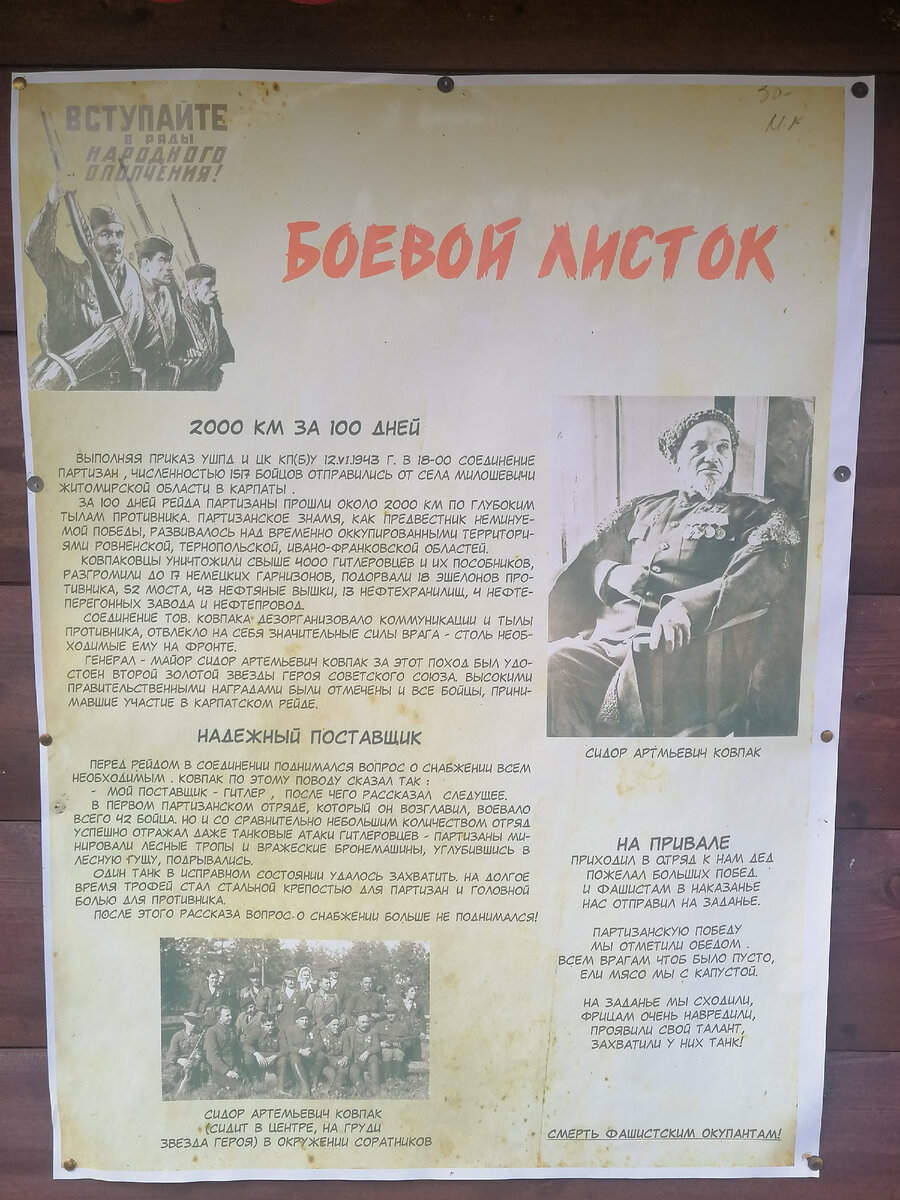 ВСТУПАЙТЕ
В РЯДЫ
НАРОДНОГО
ОПОЛЧЕНИЯ!
БОЕВОЙ ЛИСТОК
2000 КМ ЗА 100 ДНЕЙ
ВЫПОЛНЯЯ ПРИКАЗ УШПД И ЦК КП(Б)У 12.VI.1943 Г. В 18-00 СОЕДИНЕНИЕ
ПАРТИЗАН , ЧИСЛЕННОСТЬЮ 1517 БОЙЦОВ ОТПРАВИЛИСЬ ОТ СЕЛА МИЛОШЕВИЧИ
ЖИТОМИРСКОЙ ОБЛАСТИ В КАРПАТЫ .
ЗА 100 ДНЕЙ РЕЙДА ПАРТИЗАНЫ ПРОШЛИ ОКОЛО 2000 КМ ПО ГЛУБОКИМ
ТЫЛАМ ПРОТИВНИКА. ПАРТИЗАНСКОЕ ЗНАМЯ, КАК ПРЕДВЕСТНИК НЕМИНУЕ-
МОЙ ПОБЕДЫ, РАЗВИВАЛОСЬ НАД ВРЕМЕННО ОККУПИРОВАННЫМИ ТЕРРИТОРИ-
ЯМИ РОВНЕНСКОЙ, ТЕРНОПОЛЬСКОЙ, ИВАНО-ФРАНКОВСКОЙ ОБЛАСТЕЙ.
КОВПАКОВЦЫ УНИЧТОЖИЛИ СВЫШЕ 4000 ГИТЛЕРОВЦЕВ И ИХ ПОСОБНИКОВ,
РАЗГРОМИЛИ ДО 17 НЕМЕЦКИХ ГАРНИЗОНОВ, ПОДОРВАЛИ 18 ЭШЕЛОНОВ ПРО-
ТИВНИКА, 52 МОСТА, 43 НЕФТЯНЫЕ ВЫШКИ, 13 НЕФТЕХРАНИЛИЩ, 4 НЕФТЕ-
ПЕРЕГОННЫХ ЗАВОДА И НЕФТЕПРОВОД.
СОЕДИНЕНИЕ ТОВ. КОВПАКА ДЕЗОРГАНИЗОВАЛО КОММУНИКАЦИИ И ТЫЛЫ
ПРОТИВНИКА, ОТВЛЕКЛО НА СЕБЯ ЗНАЧИТЕЛЬНЫЕ СИЛЫ ВРАГА - СТОЛЬ НЕОБ-
ХОДИМЫЕ ЕМУ НА ФРОНТЕ.
ГЕНЕРАЛ - МАЙОР СИДОР АРТЕМЬЕВИЧ КОВПАК ЗА ЭТОТ ПОХОД БЫЛ УДО-
СТОЕН ВТОРОЙ ЗОЛОТОЙ ЗВЕЗДЫ ГЕРОЯ СОВЕТСКОГО СОЮЗА. ВЫСОКИМИ
ПРАВИТЕЛЬСТВЕННЫМИ НАГРАДАМИ БЫЛИ ОТМЕЧЕНЫ И ВСЕ БОЙЦЫ, ПРИНИ-
МАВШИЕ УЧАСТИЕ В КАРПАТСКОМ РЕЙДЕ.
НАДЕЖНЫЙ ПОСТАВЩИК
ПЕРЕД РЕЙДОМ В СОЕДИНЕНИИ ПОДНИМАЛСЯ ВОПРОС О СНАБЖЕНИИ ВСЕМ
НЕОБХОДИМЫМ . КОВПАК ПО ЭТОМУ ПОВОДУ СКАЗАЛ ТАК :
- МОЙ ПОСТАВЩИК - ГИТЛЕР , ПОСЛЕ ЧЕГО РАССКАЗАЛ СЛЕДУЩЕЕ.
В ПЕРВОМ ПАРТИЗАНСКОМ ОТРЯДЕ, КОТОРЫЙ ОН ВОЗГЛАВИЛ, ВОЕВАЛО
ВСЕГО 42 БОЙЦА. НО И СО СРАВНИТЕЛЬНО НЕБОЛЬШИМ КОЛИЧЕСТВОМ ОТРЯД
УСПЕШНО ОТРАЖАЛ ДАЖЕ ТАНКОВЫЕ АТАКИ ГИТЛЕРОВЦЕВ - ПАРТИЗАНЫ МИ-
НИРОВАЛИ ЛЕСНЫЕ ТРОПЫ И ВРАЖЕСКИЕ БРОНЕМАШИНЫ, УГЛУБИВШИСЬ В
ЛЕСНУЮ ГУЩУ, ПОДРЫВАЛИСЬ.
ОДИН ТАНК В ИСПРАВНОМ СОСТОЯНИИ УДАЛОСЬ ЗАХВАТИТЬ. НА ДОЛГОЕ
ВРЕМЯ ТРОФЕЙ СТАЛ СТАЛЬНОЙ КРЕПОСТЬЮ ДЛЯ ПАРТИЗАН И ГОЛОВНОЙ
БОЛЬЮ ДЛЯ ПРОТИВНИКА.
ПОСЛЕ ЭТОГО РАССКАЗА ВОПРОС О СНАБЖЕНИИ БОЛЬШЕ НЕ ПОДНИМАЛСЯ!
СИДОР АРТЕМЬЕВИЧ КОВПАК
(СИДИТ В ЦЕНТРЕ, НА ГРУДИ
ЗВЕЗДА ГЕРОЯ) В ОКРУЖЕНИИ СОРАТНИКОВ
СИДОР АРТМЬЕВИЧ КОВПАК
НА ПРИВАЛЕ
ПРИХОДИЛ В ОТРЯД К НАМ ДЕД
ПОЖЕЛАЛ БОЛЬШИХ ПОБЕД.
И ФАШИСТАМ В НАКАЗАНЬЕ
НАС ОТПРАВИЛ НА ЗАДАНЬЕ.
ПАРТИЗАНСКУЮ ПОБЕДУ
МЫ ОТМЕТИЛИ ОБЕДОМ .
ВСЕМ ВРАГАМ ЧТОБ БЫЛО ПУСТО,
ЕЛИ МЯСО МЫ С КАПУСТОЙ.
НА ЗАДАНЬЕ МЫ СХОДИЛИ,
ФРИЦАМ ОЧЕНЬ НАВРЕДИЛИ,
ПРОЯВИЛИ СВОЙ ТАЛАНТ,
ЗАХВАТИЛИ У НИХ ТАНК!
СМЕРТЬ ФАШИСТСКИМ ОКУПАНТАМ!